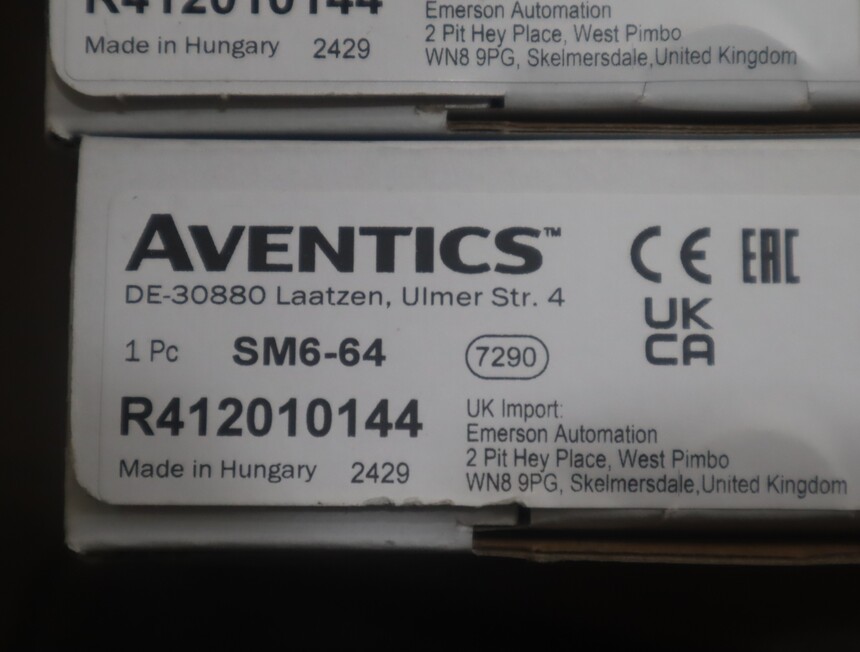 R412010144
Emerson Automation
2 Pit Hey Place, West Pimbo
Made in Hungary 2429
WN8 9PG, Skelmersdale,United Kingdom
AVENTICS™
DE-30880 Laatzen, Ulmer Str. 4
CE EAC
UK
CA
1 Pc SM6-64 7290
R412010144
UK Import:
Emerson Automation
2 Pit Hey Place, West Pimbo
Made in Hungary 2429
WN8 9PG, Skelmersdale,United Kingdom